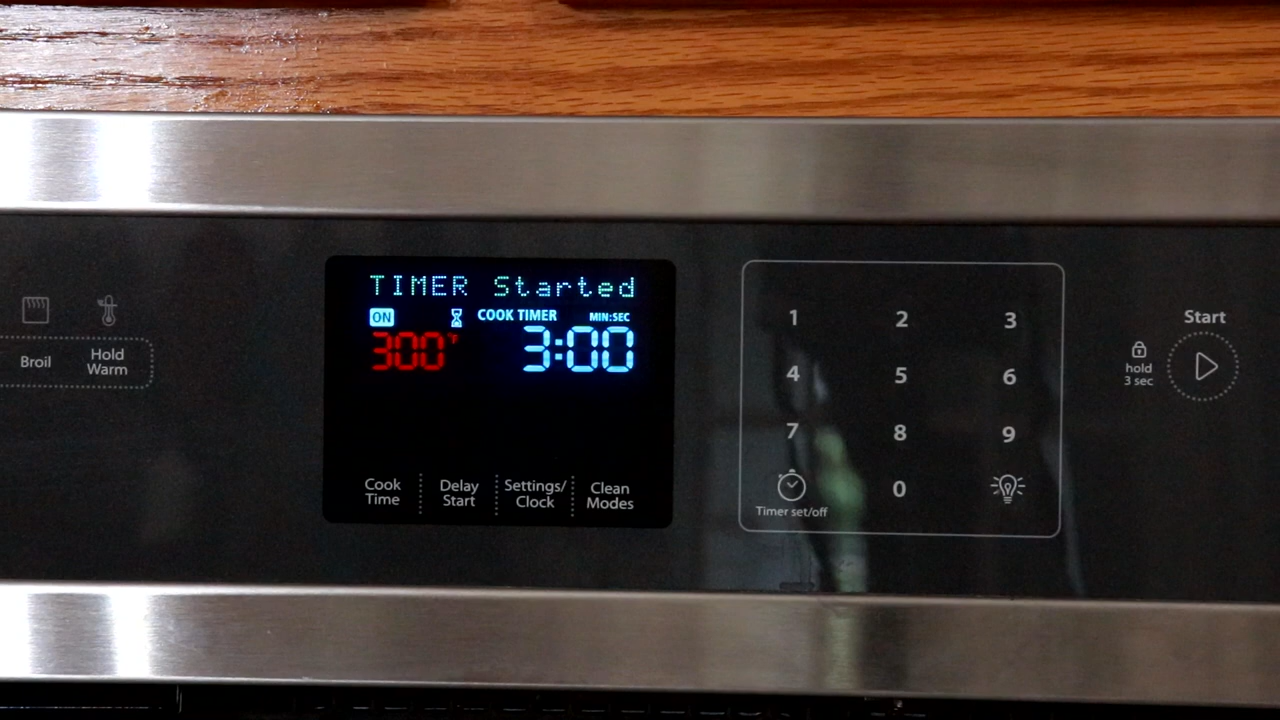 TIMER Started
ON COOK TIMER MIN:SEC
300°F 3:00
Broil
Hold
Warm
Cook
Time
Delay
Start
Settings/
Clock
Clean
Modes
1 2 3
4 5 6
7 8 9
0
Timer set/off
Start
hold
3 sec